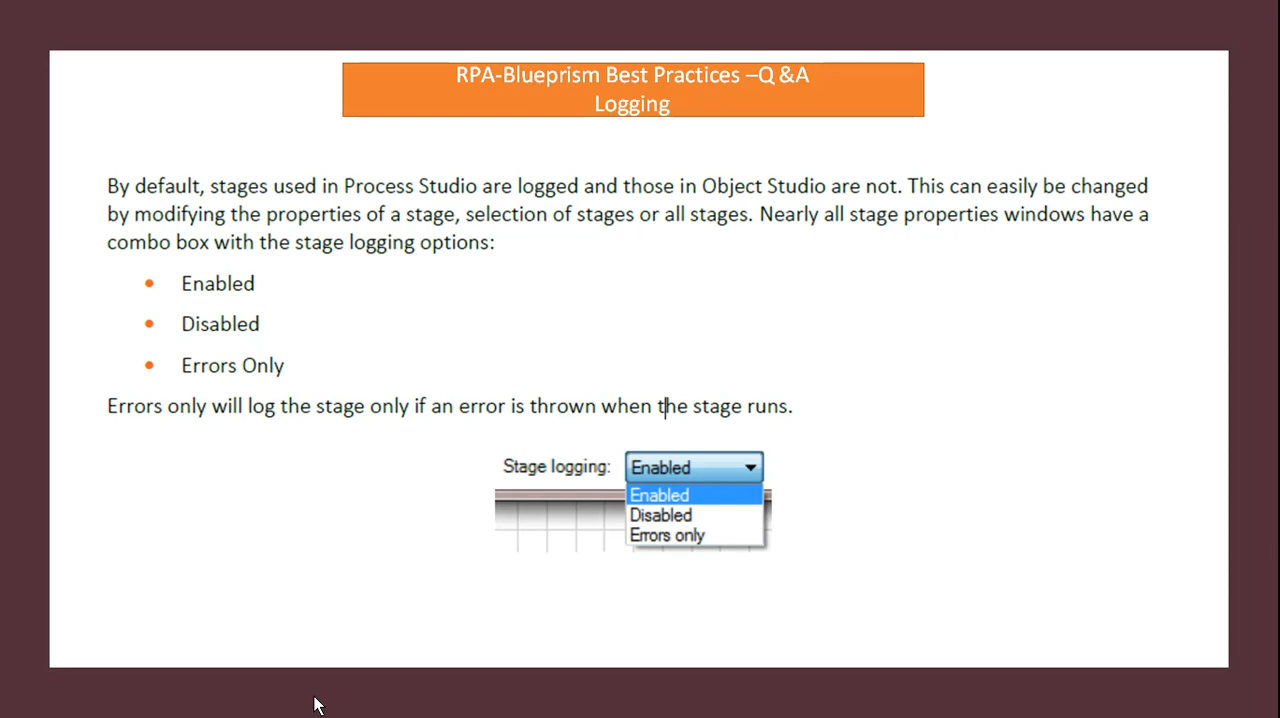 RPA-Blueprism Best Practices –Q &A
Logging
By default, stages used in Process Studio are logged and those in Object Studio are not. This can easily be changed
by modifying the properties of a stage, selection of stages or all stages. Nearly all stage properties windows have a
combo box with the stage logging options:
• Enabled
• Disabled
• Errors Only
Errors only will log the stage only if an error is thrown when the stage runs.
Stage logging: Enabled
Enabled
Disabled
Errors only